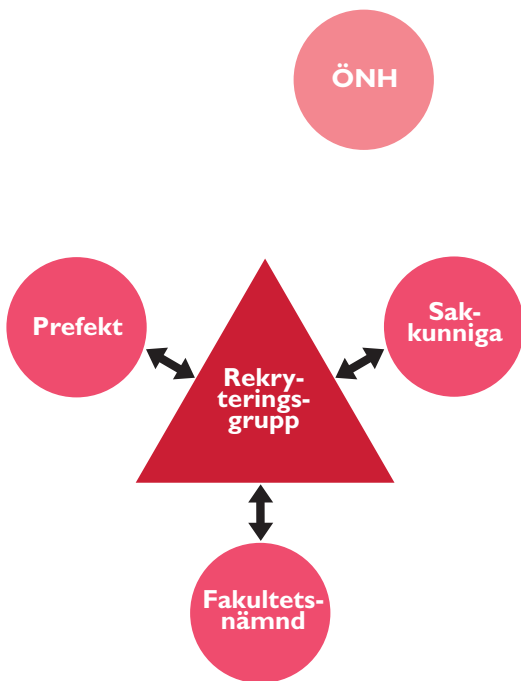 ÖNH
Prefekt
Sak-
kunniga
Rekry-
terings-
grupp
Fakultets-
nämnd